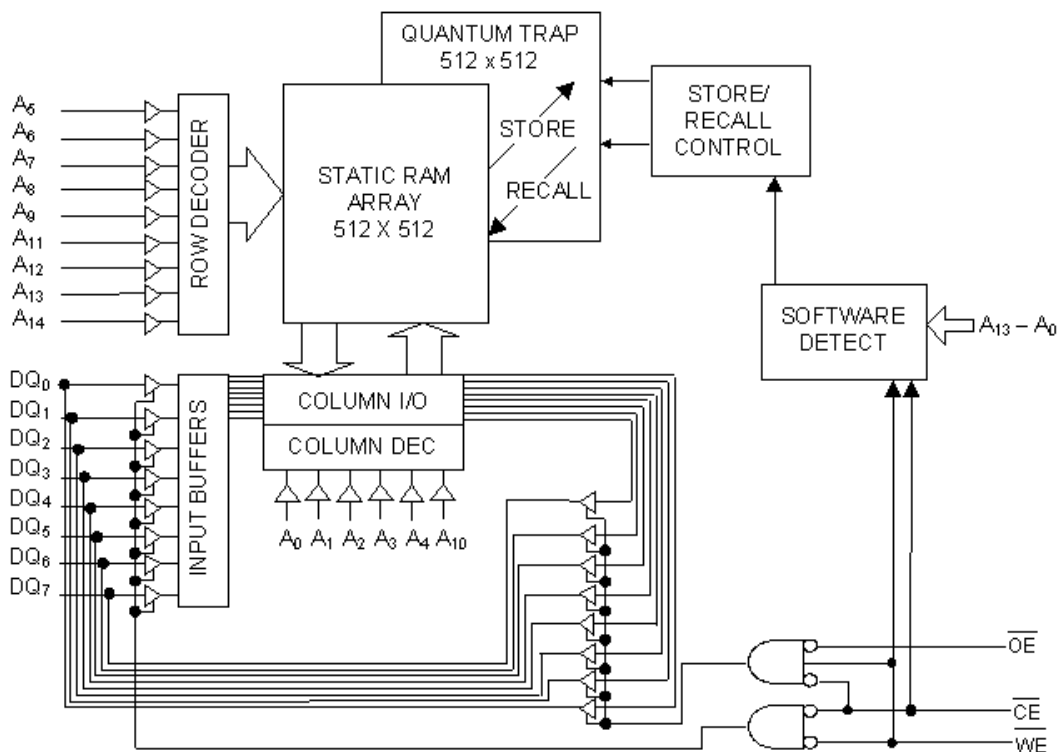 QUANTUM TRAP
512 x 512
STORE
RECALL
STORE/
RECALL
CONTROL
A5
A6
A7
A8
A9
A11
A12
A13
A14
ROW DECODER
STATIC RAM
ARRAY
512 X 512
SOFTWARE
DETECT
A13 – A0
DQ0
DQ1
DQ2
DQ3
DQ4
DQ5
DQ6
DQ7
INPUT BUFFERS
COLUMN I/O
COLUMN DEC
A0 A1 A2 A3 A4 A10
OE
CE
WE